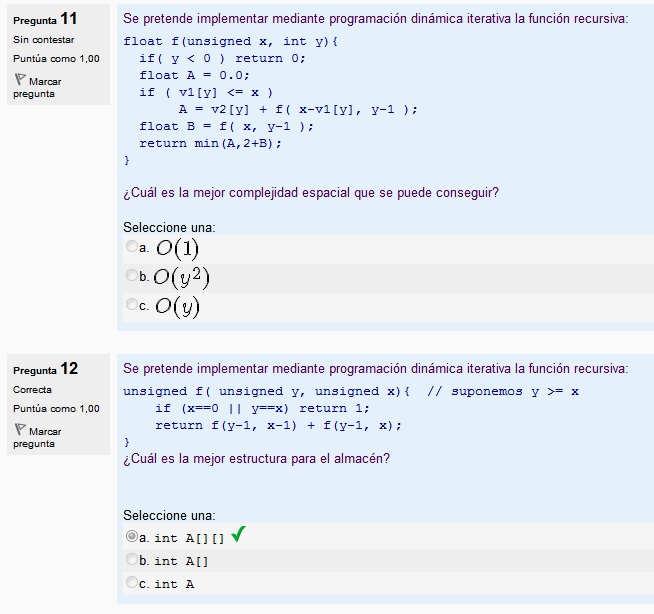 Pregunta 11
Sin contestar
Puntúa como 1,00
Marcar pregunta
Se pretende implementar mediante programación dinámica iterativa la función recursiva:
float f(unsigned x, int y){
if( y < 0 ) return 0;
float A = 0.0;
if ( v1[y] <= x )
A = v2[y] + f( x-v1[y], y-1 );
float B = f( x, y-1 );
return min(A,2+B);
}
¿Cuál es la mejor complejidad espacial que se puede conseguir?
Seleccione una:
a. O(1)
b. O(y²)
c. O(y)
Pregunta 12
Correcta
Puntúa como 1,00
Marcar pregunta
Se pretende implementar mediante programación dinámica iterativa la función recursiva:
unsigned f( unsigned y, unsigned x){ // suponemos y >= x
if (x==0 || y==x) return 1;
return f(y-1, x-1) + f(y-1, x);
}
¿Cuál es la mejor estructura para el almacén?
Seleccione una:
a. int A[][]
b. int A[]
c. int A